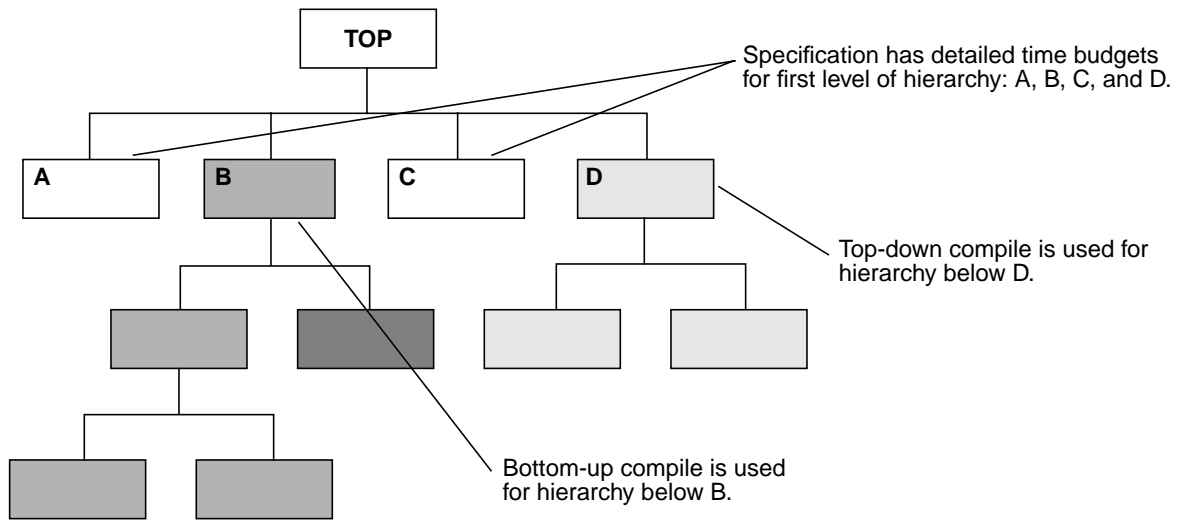 TOP
Specification has detailed time budgets
for first level of hierarchy: A, B, C, and D.
A
B
C
D
Top-down compile is used for
hierarchy below D.
Bottom-up compile is used
for hierarchy below B.